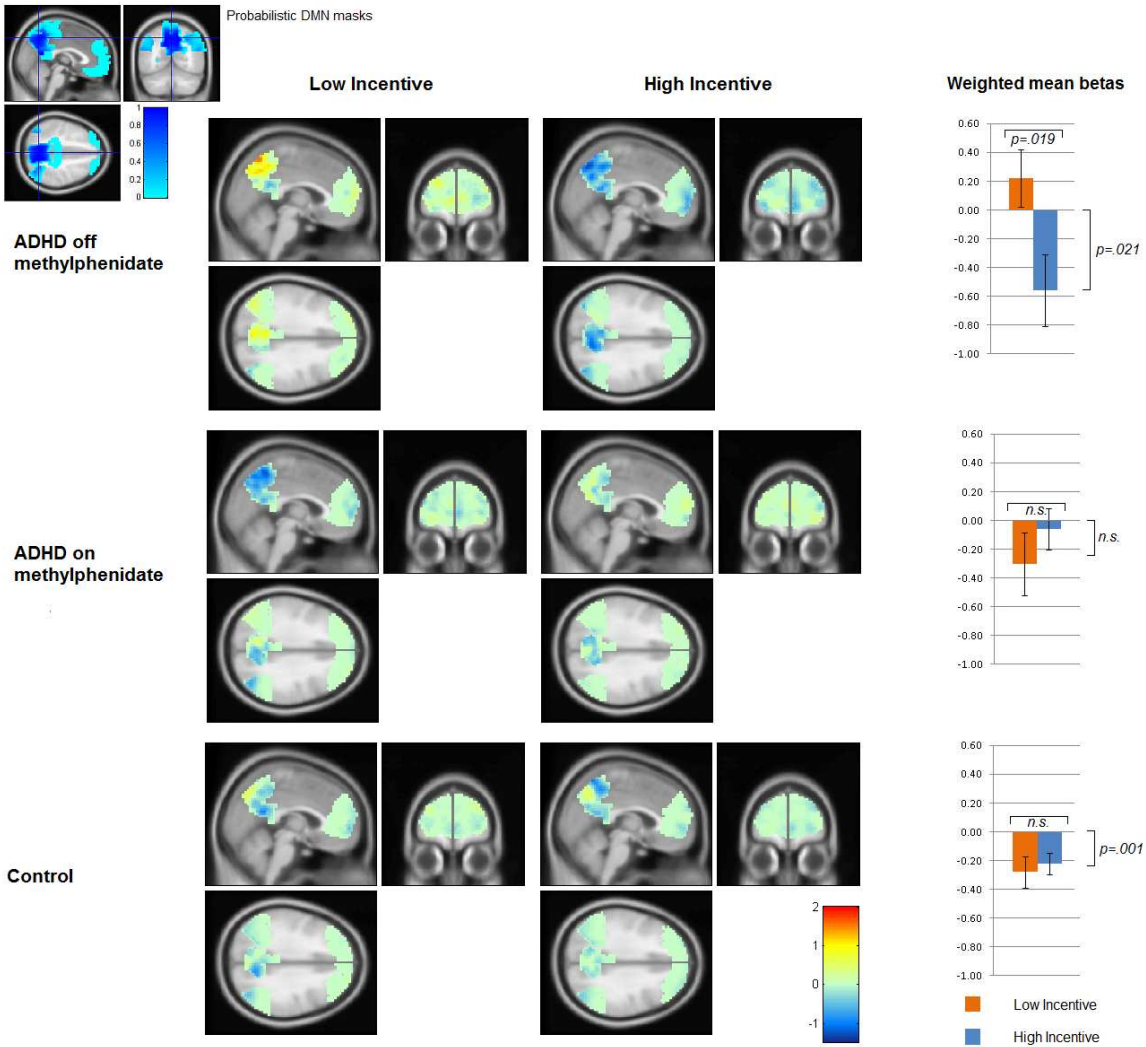 Probabilistic DMN masks
Low Incentive
High Incentive
Weighted mean betas
1
0.8
0.6
0.4
0.2
0
ADHD off
methylphenidate
0.60
0.40
0.20
0.00
-0.20
-0.40
-0.60
-0.80
-1.00
p=.019
p=.021
ADHD on
methylphenidate
0.60
0.40
0.20
0.00
-0.20
-0.40
-0.60
-0.80
-1.00
n.s.
n.s.
Control
2
1
0
-1
0.60
0.40
0.20
0.00
-0.20
-0.40
-0.60
-0.80
-1.00
n.s.
p=.001
Low Incentive
High Incentive